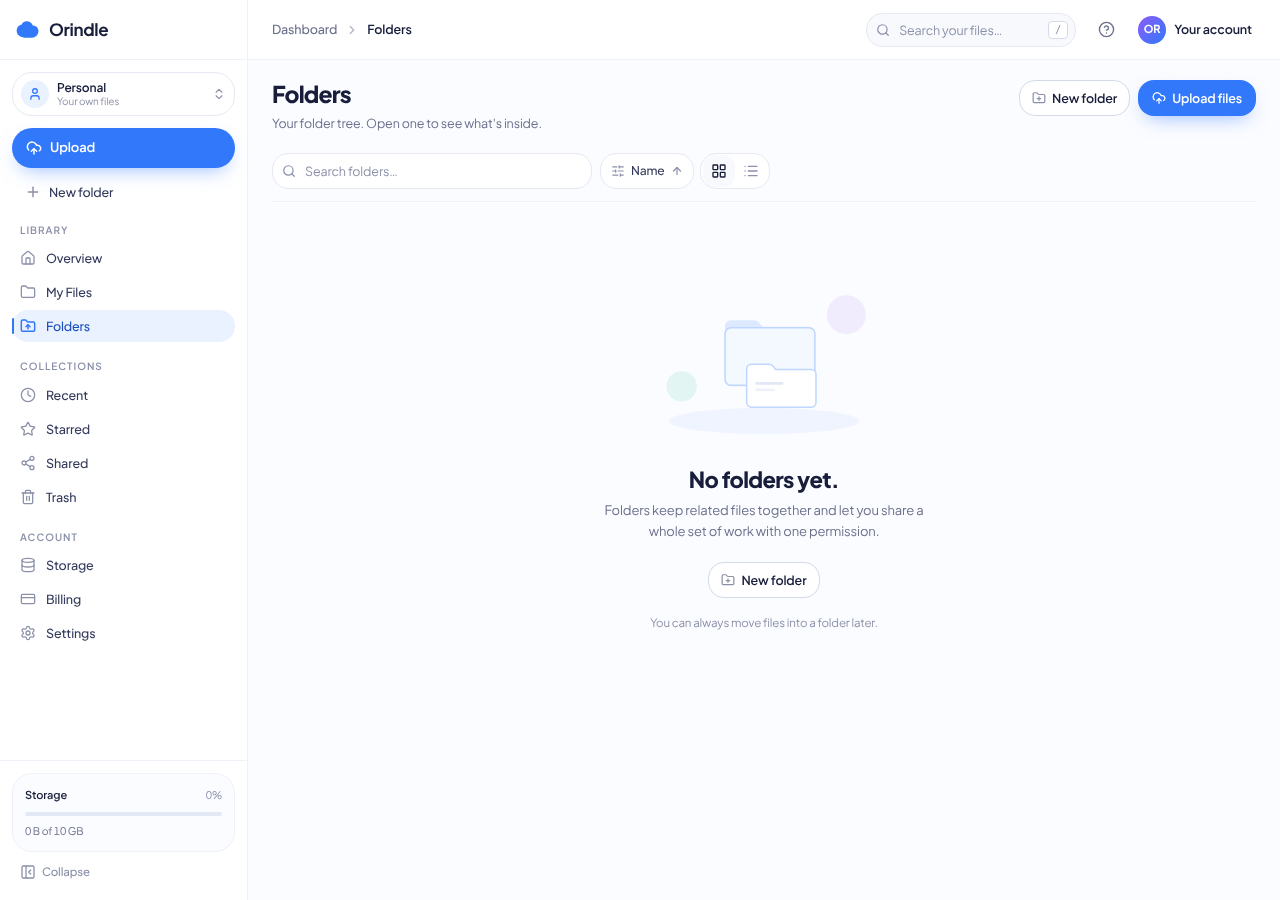 Orindle
Dashboard
Folders
Search your files...
/
OR
Your account
Personal
Your own files
Upload
New folder
LIBRARY
Overview
My Files
Folders
COLLECTIONS
Recent
Starred
Shared
Trash
ACCOUNT
Storage
Billing
Settings
Storage
0%
0 B of 10 GB
Collapse
Folders
Your folder tree. Open one to see what's inside.
New folder
Upload files
Search folders...
Name
No folders yet.
Folders keep related files together and let you share a
whole set of work with one permission.
New folder
You can always move files into a folder later.